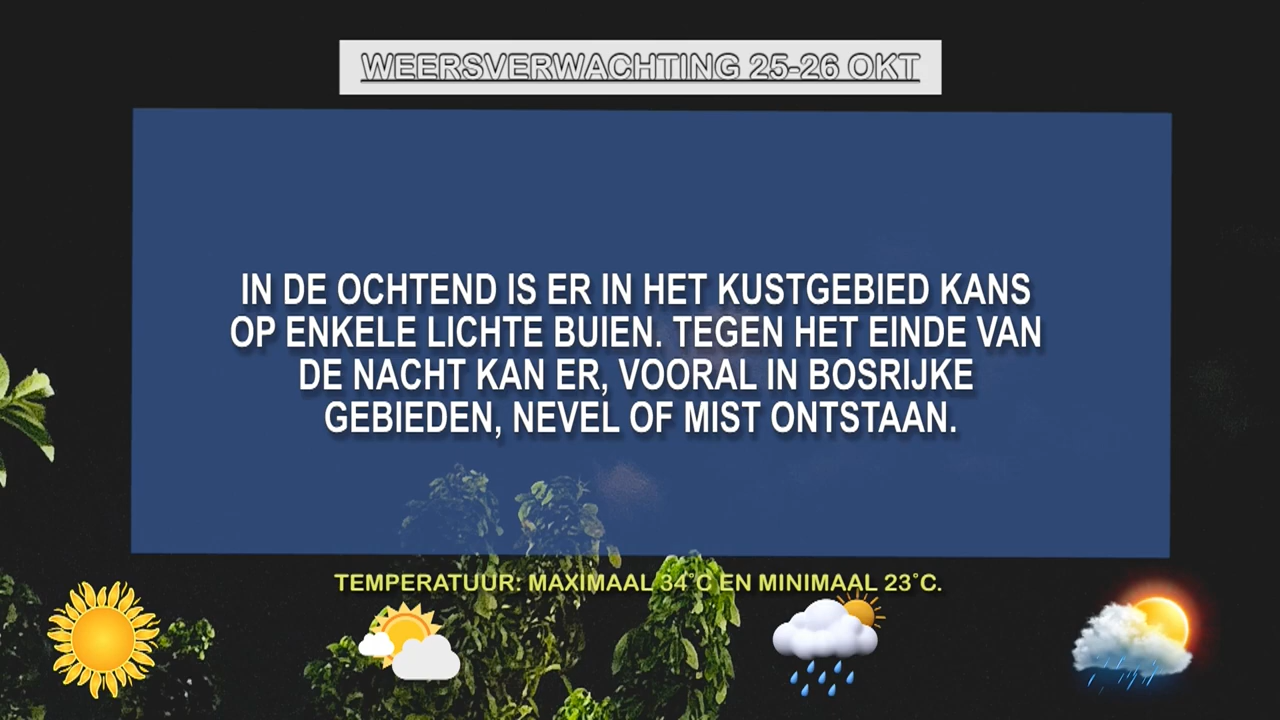 WEERSVERWACHTING 25-26 OKT
IN DE OCHTEND IS ER IN HET KUSTGEBIED KANS
OP ENKELE LICHTE BUIEN. TEGEN HET EINDE VAN
DE NACHT KAN ER, VOORAL IN BOSRIJKE
GEBIEDEN, NEVEL OF MIST ONTSTAAN.
TEMPERATUUR: MAXIMAAL 34°C EN MINIMAAL 23°C.